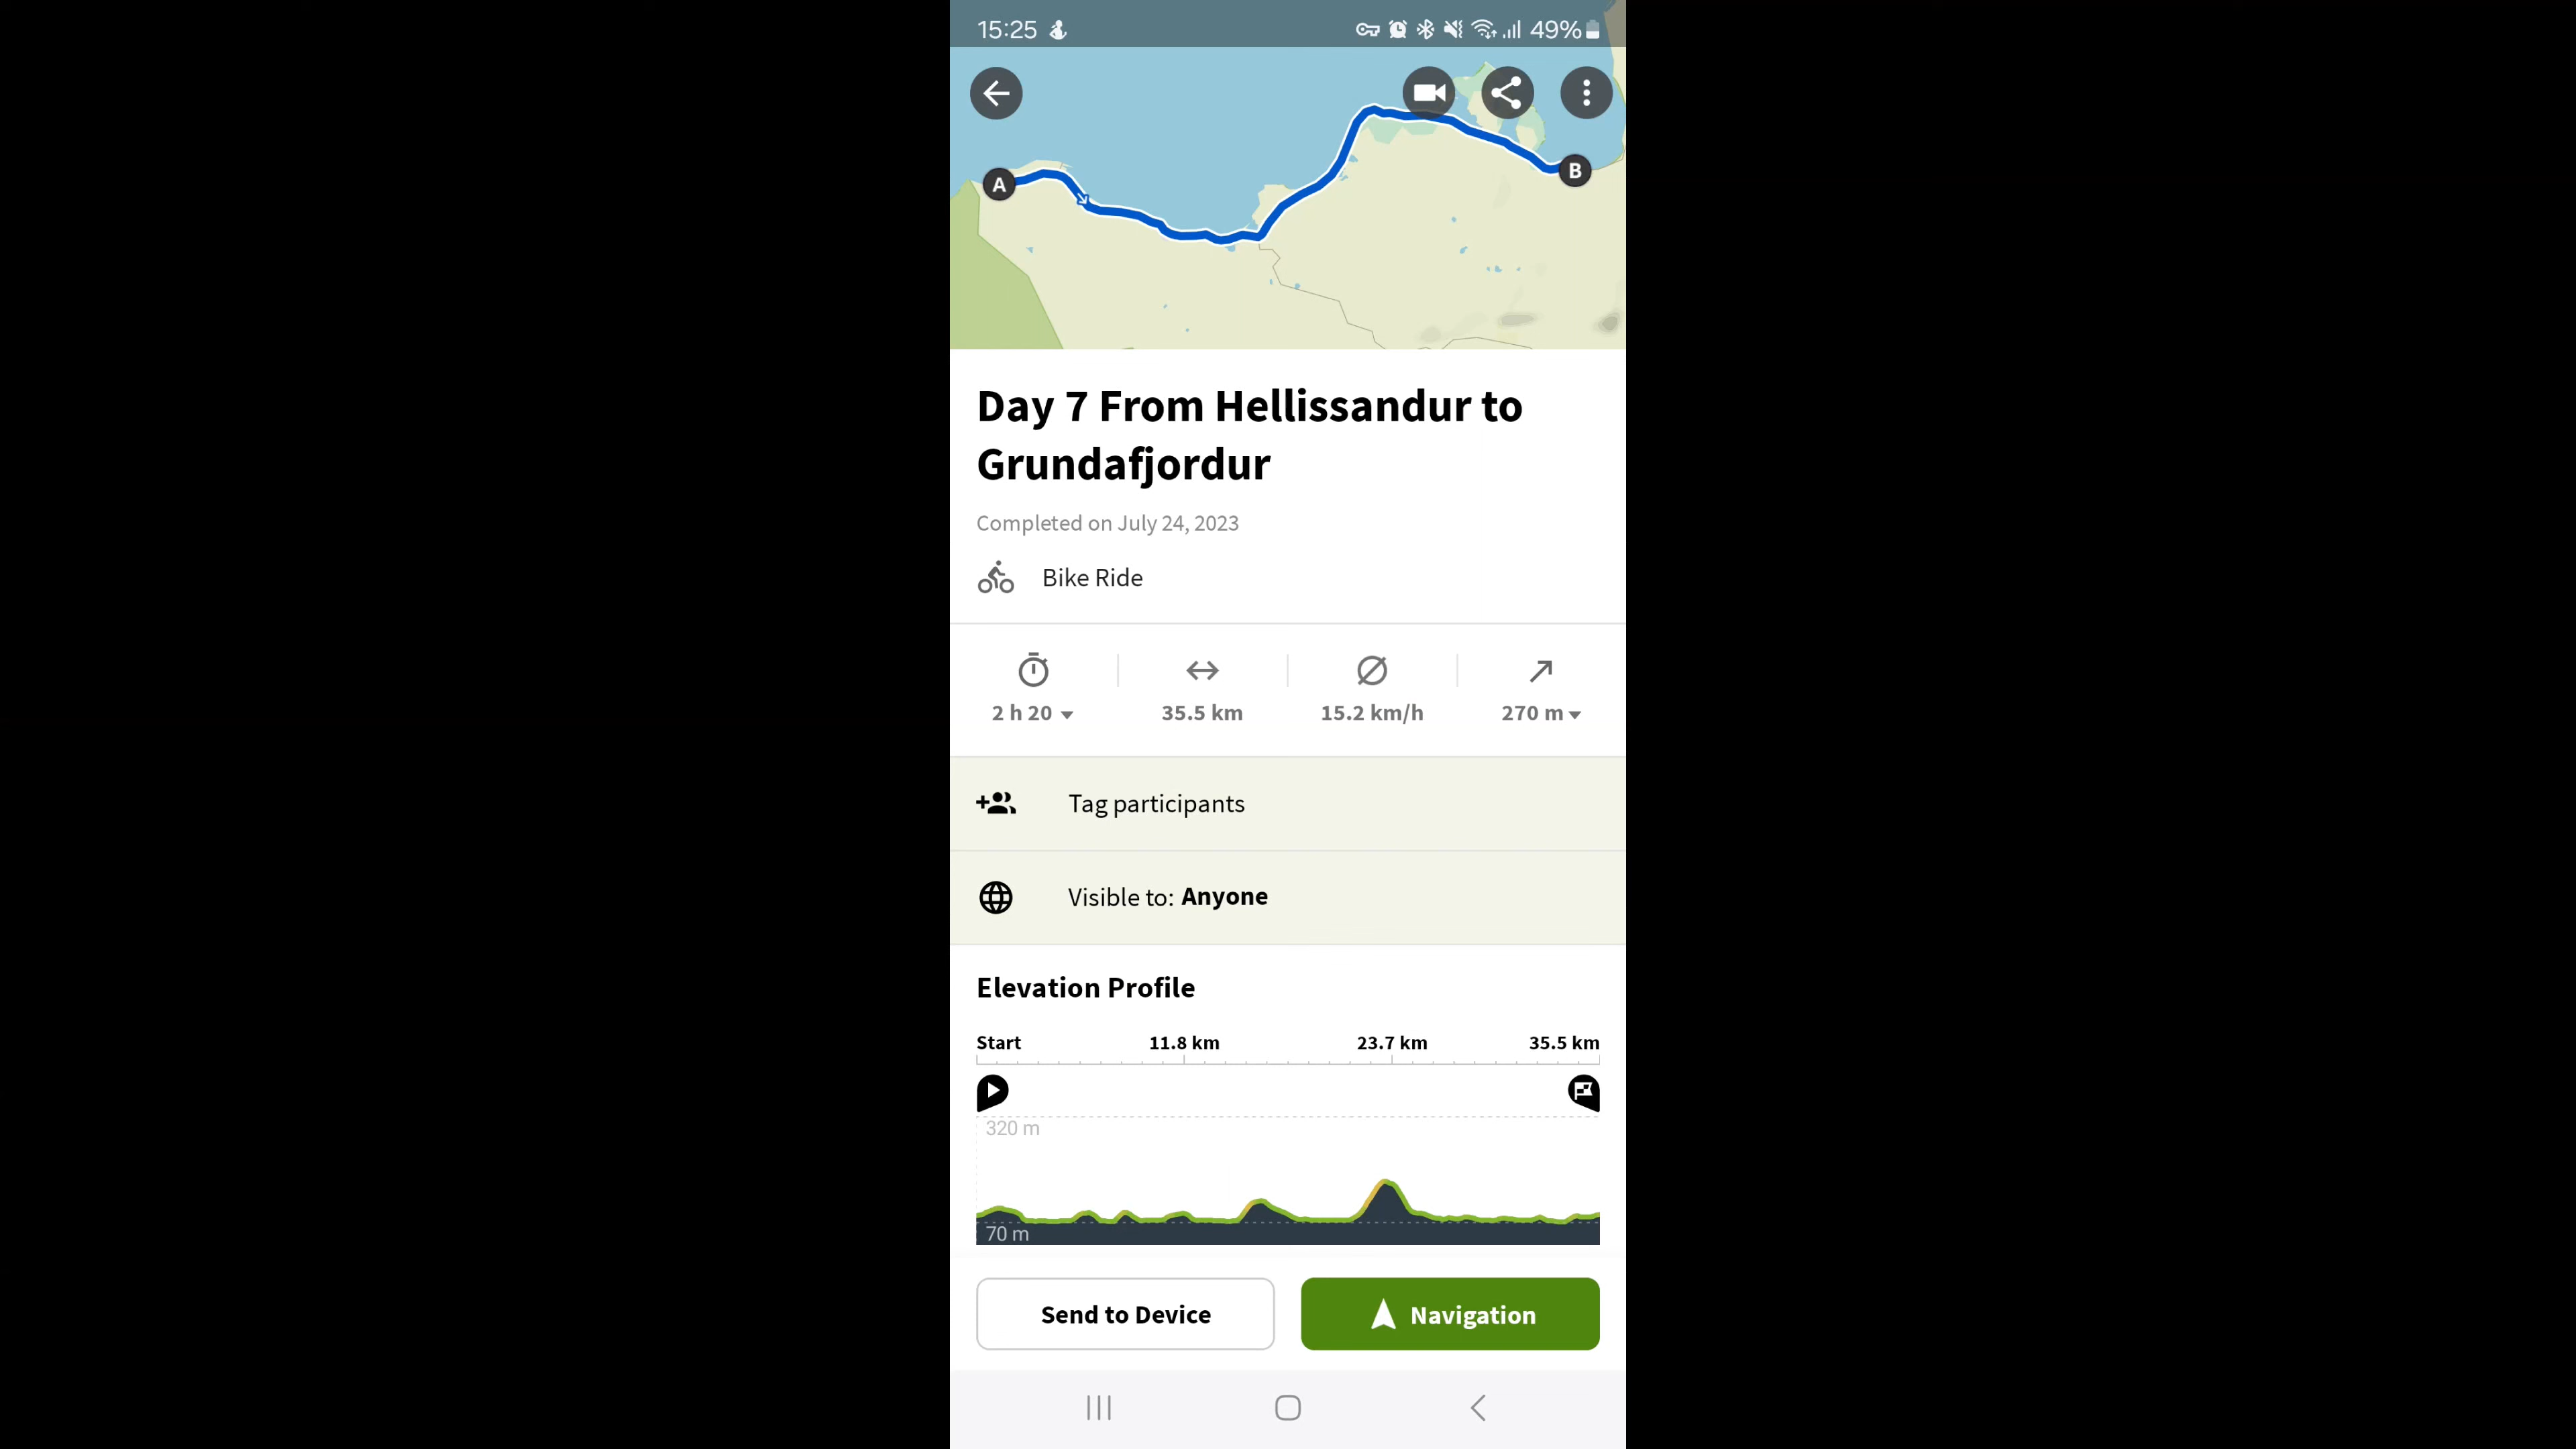 15:25 49%
A
B
Day 7 From Hellissandur to
Grundafjordur
Completed on July 24, 2023
Bike Ride
2 h 20 35.5 km 15.2 km/h 270 m
Tag participants
Visible to: Anyone
Elevation Profile
Start 11.8 km 23.7 km 35.5 km
320 m
70 m
Send to Device Navigation